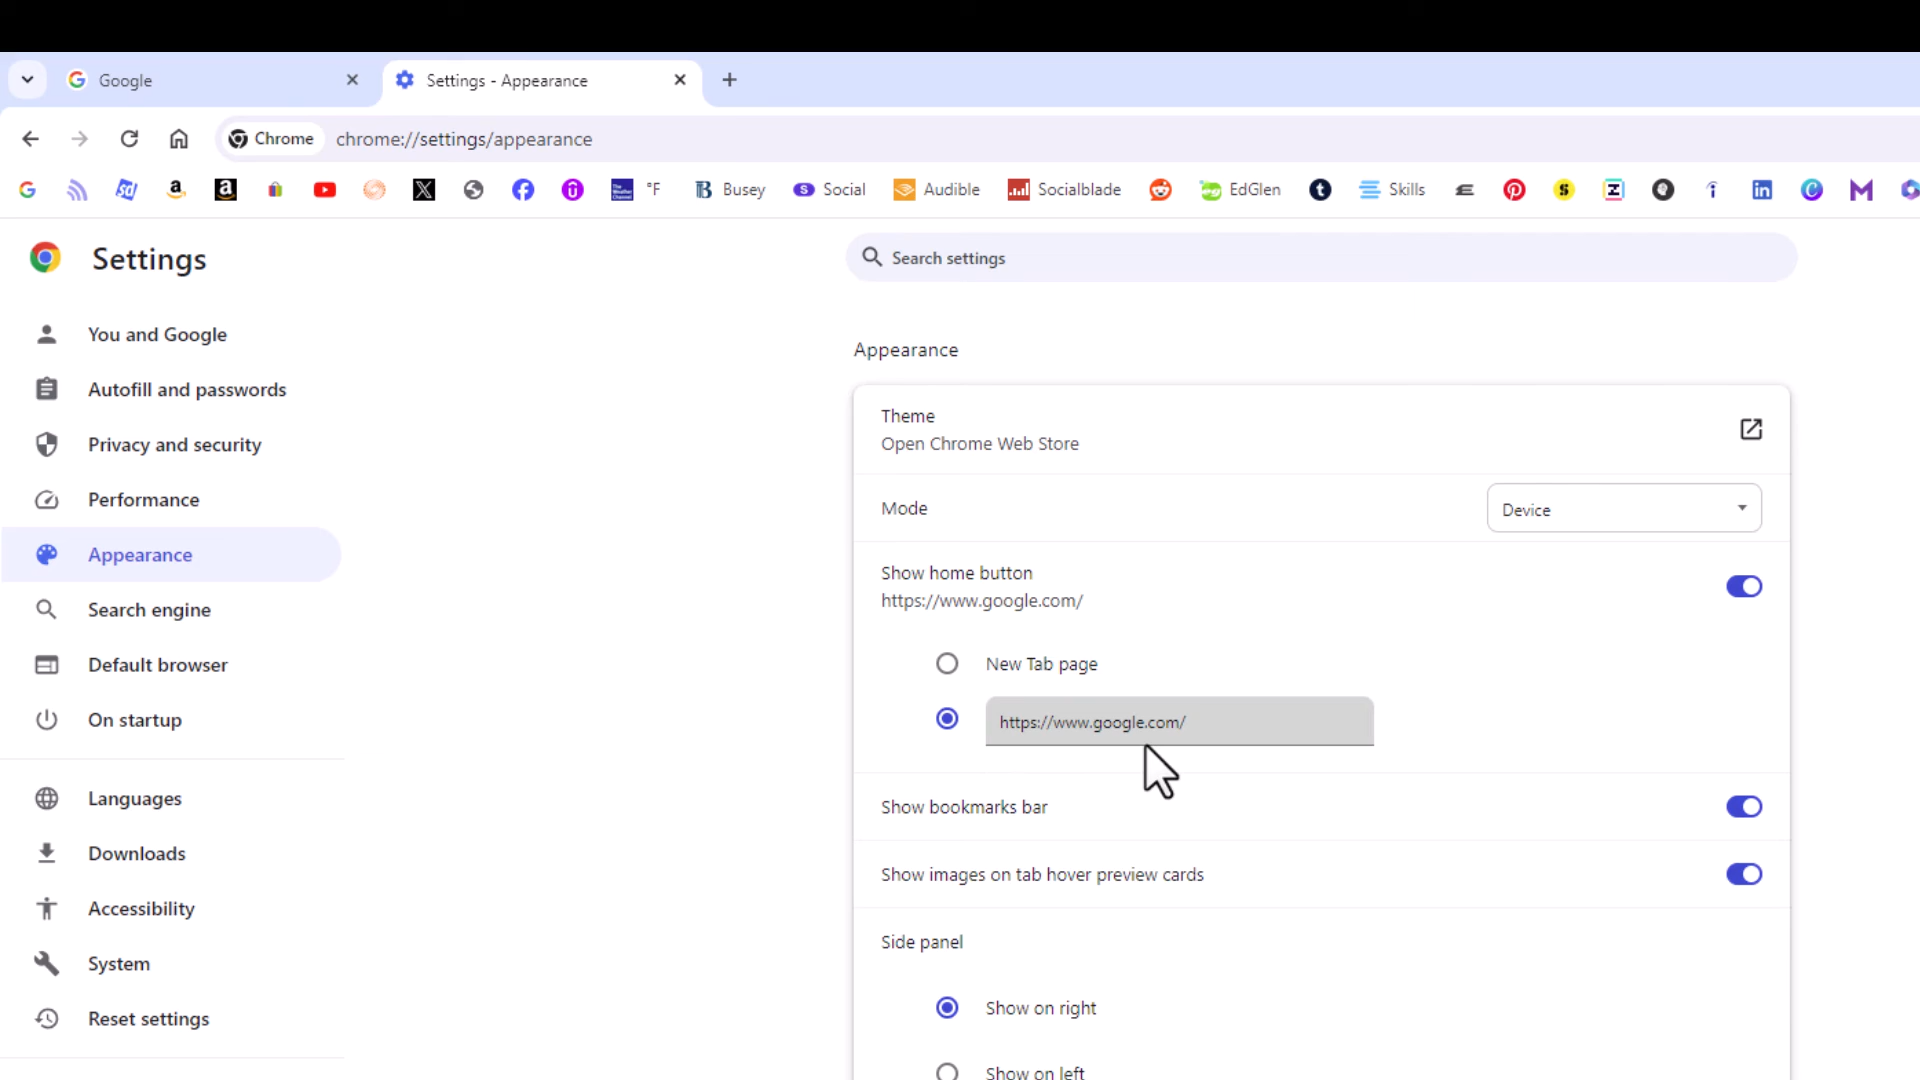 Google
Settings - Appearance
Chrome
chrome://settings/appearance
°F
Busey
Social
Audible
Socialblade
EdGlen
Skills
Settings
Search settings
You and Google
Autofill and passwords
Privacy and security
Performance
Appearance
Search engine
Default browser
On startup
Languages
Downloads
Accessibility
System
Reset settings
Appearance
Theme
Open Chrome Web Store
Mode
Device
Show home button
https://www.google.com/
New Tab page
https://www.google.com/
Show bookmarks bar
Show images on tab hover preview cards
Side panel
Show on right
Show on left